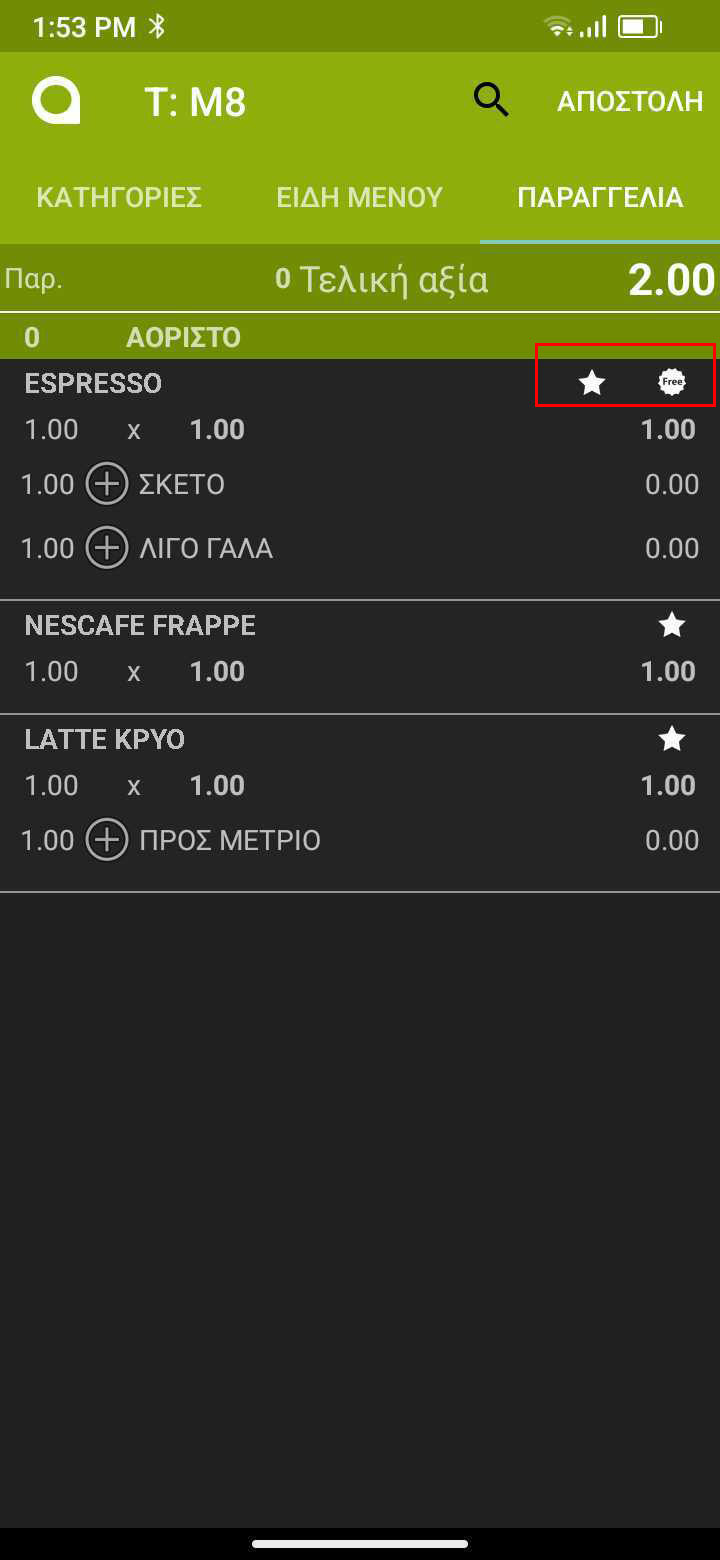 1:53 PM
T: M8 ΑΠΟΣΤΟΛΗ
ΚΑΤΗΓΟΡΙΕΣ ΕΙΔΗ ΜΕΝΟΥ ΠΑΡΑΓΓΕΛΙΑ
Παρ. 0 Τελική αξία 2.00
0 ΑΟΡΙΣΤΟ
ESPRESSO Free
1.00 x 1.00 1.00
1.00 ΣΚΕΤΟ 0.00
1.00 ΛΙΓΟ ΓΑΛΑ 0.00
NESCAFE FRAPPE
1.00 x 1.00 1.00
LATTE ΚΡΥΟ
1.00 x 1.00 1.00
1.00 ΠΡΟΣ ΜΕΤΡΙΟ 0.00